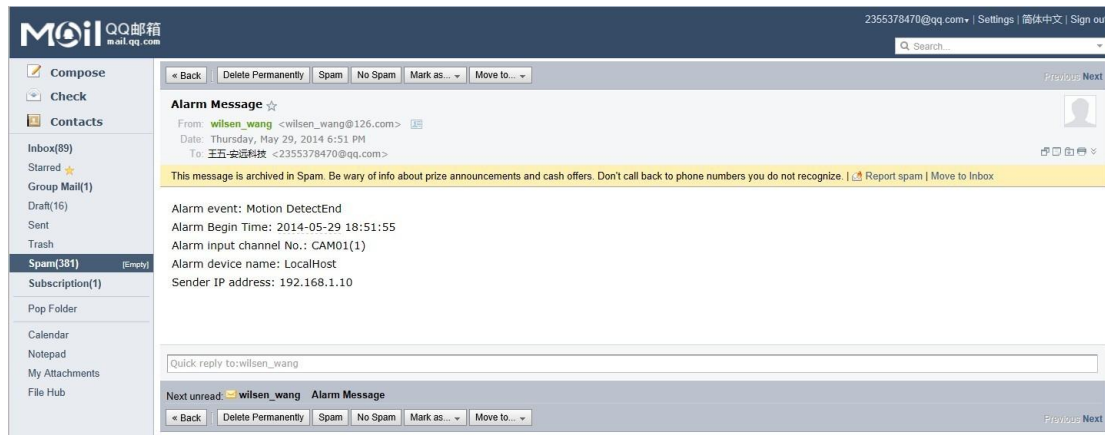 2355378470@qq.com | Settings | 简体中文 | Sign ou
MOil QQ邮箱
mail.qq.com
Search...
Compose
Check
Contacts
Inbox(89)
Starred
Group Mail(1)
Draft(16)
Sent
Trash
Spam(381) [Empty]
Subscription(1)
Pop Folder
Calendar
Notepad
My Attachments
File Hub
« Back Delete Permanently Spam No Spam Mark as... Move to... Previous Next
Alarm Message
From: wilsen_wang <wilsen_wang@126.com>
Date: Thursday, May 29, 2014 6:51 PM
To: 王五-安远科技 <2355378470@qq.com>
This message is archived in Spam. Be wary of info about prize announcements and cash offers. Don't call back to phone numbers you do not recognize. | Report spam | Move to Inbox
Alarm event: Motion DetectEnd
Alarm Begin Time: 2014-05-29 18:51:55
Alarm input channel No.: CAM01(1)
Alarm device name: LocalHost
Sender IP address: 192.168.1.10
Quick reply to:wilsen_wang
Next unread: wilsen_wang Alarm Message
« Back Delete Permanently Spam No Spam Mark as... Move to... Previous Next